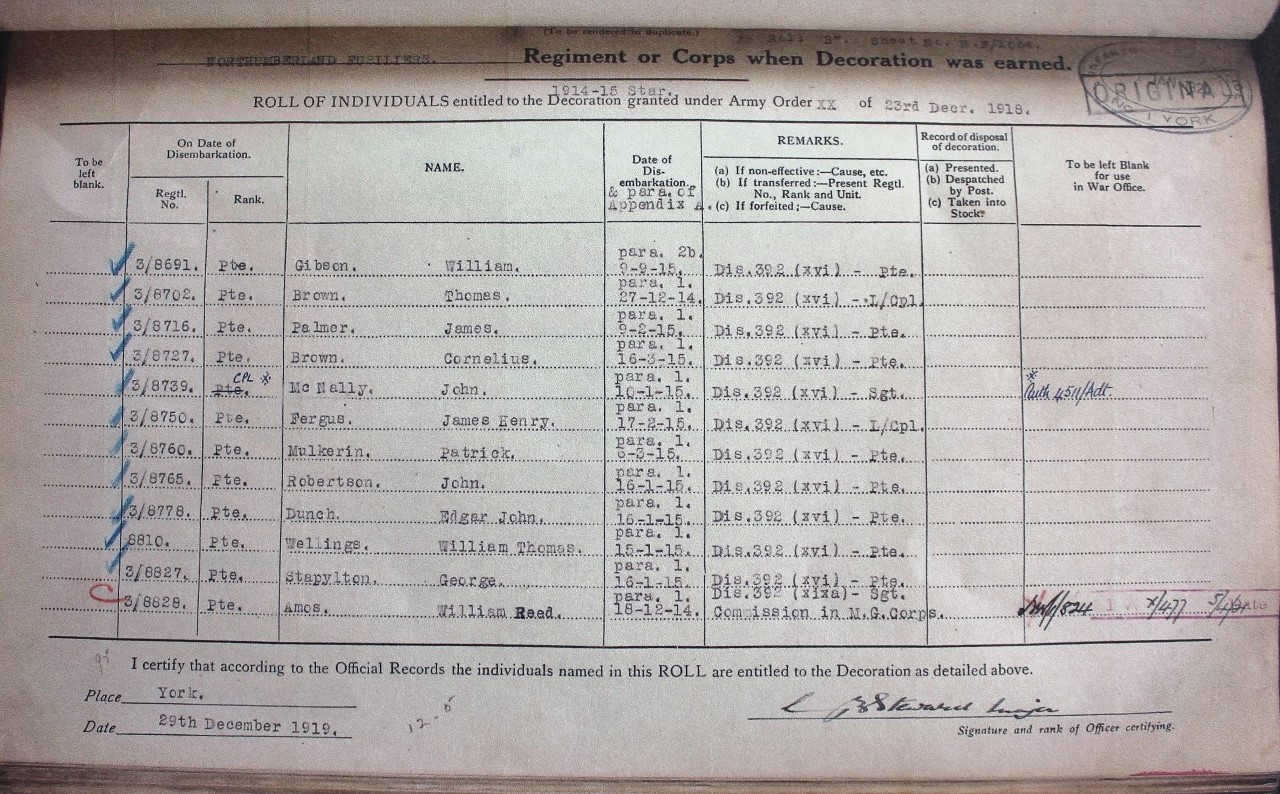 (To be rendered in duplicate.)
NORTHUMBERLAND FUSILIERS. Regiment or Corps when Decoration was earned.
1914-15 Star.
ROLL OF INDIVIDUALS entitled to the Decoration granted under Army Order XX of 23rd Decr. 1918.
ORIGINAL
NO 1 YORK
To be left blank.
On Date of Disembarkation.
Regtl. No.
Rank.
NAME.
Date of Dis-embarkation. & para. of Appendix A.
REMARKS.
(a) If non-effective:—Cause, etc.
(b) If transferred:—Present Regtl. No., Rank and Unit.
(c) If forfeited;—Cause.
Record of disposal of decoration.
(a) Presented.
(b) Despatched by Post.
(c) Taken into Stock.
To be left Blank for use in War Office.
para. 2b.
3/8691. Pte. Gibson. William. 9-9-15. Dis.392 (xvi) - Pte.
para. 1.
3/8702. Pte. Brown. Thomas. 27-12-14. Dis.392 (xvi) - L/Cpl
para. 1.
3/8716. Pte. Palmer. James. 9-2-15. Dis.392 (xvi) - Pte.
para. 1.
3/8727. Pte. Brown. Cornelius. 16-3-15. Dis.392 (xvi) - Pte.
CPL ※ para. 1. ※
3/8739. Pte. Mc Nally. John. 10-1-15. Dis.392 (xvi) - Sgt. Auth 4511/Adt.
para. 1.
3/8750. Pte. Fergus. James Henry. 17-2-15. Dis.392 (xvi) - L/Cpl.
para. 1.
3/8760. Pte. Mulkerin. Patrick. -3-15. Dis.392 (xvi) - Pte.
para. 1.
3/8765. Pte. Robertson. John. 16-1-15. Dis.392 (xvi) - Pte.
para. 1.
3/8778. Pte. Dunch. Edgar John. 16-1-15. Dis.392 (xvi) - Pte.
para. 1.
8810. Pte. Wellings. William Thomas. 15-1-15. Dis.392 (xvi) - Pte.
para. 1.
3/8827. Pte. Stapylton. George. 16-1-15. Dis.392 (xvi) - Pte.
para. 1. Dis.392 (xixa) - Sgt.
3/8828. Pte. Amos. William Reed. 18-12-14. Commission in M.G.Corps.
I certify that according to the Official Records the individuals named in this ROLL are entitled to the Decoration as detailed above.
Place York.
Date 29th December 1919.
Steward Major
Signature and rank of Officer certifying.